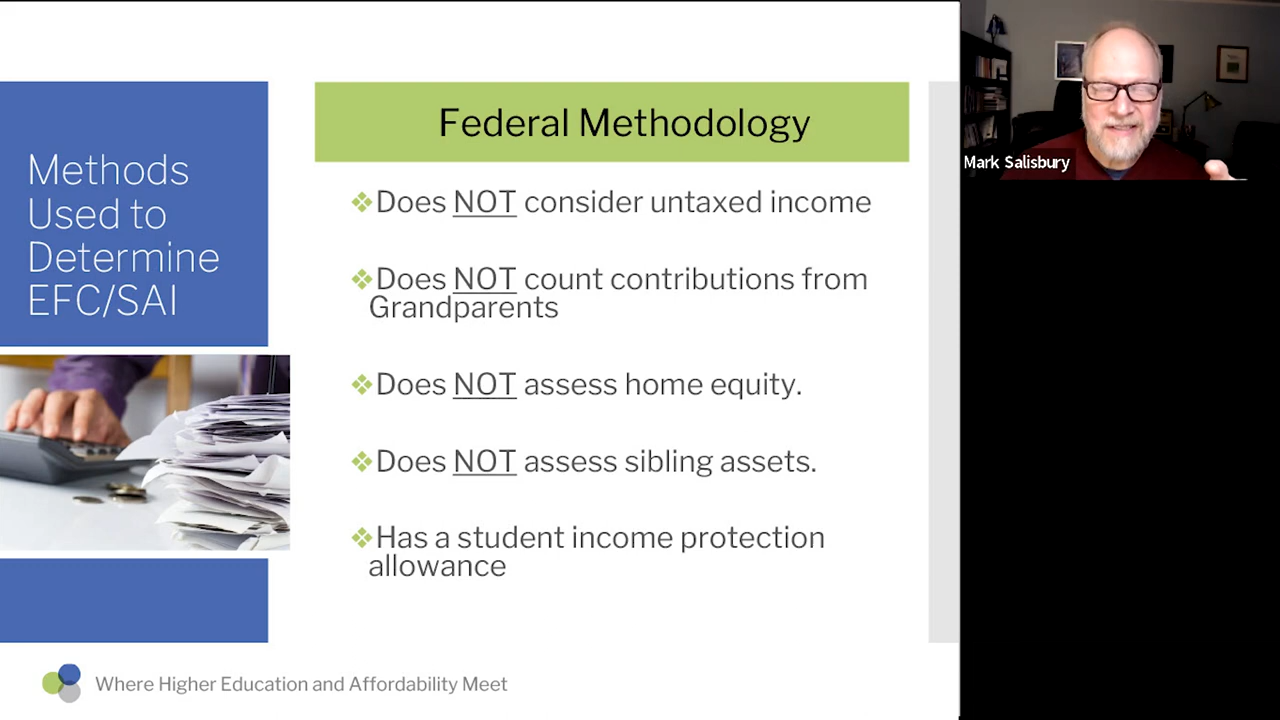 Methods
Used to
Determine
EFC/SAI
Federal Methodology
❖Does NOT consider untaxed income
❖Does NOT count contributions from
Grandparents
❖Does NOT assess home equity.
❖Does NOT assess sibling assets.
❖Has a student income protection
allowance
Where Higher Education and Affordability Meet
Mark Salisbury